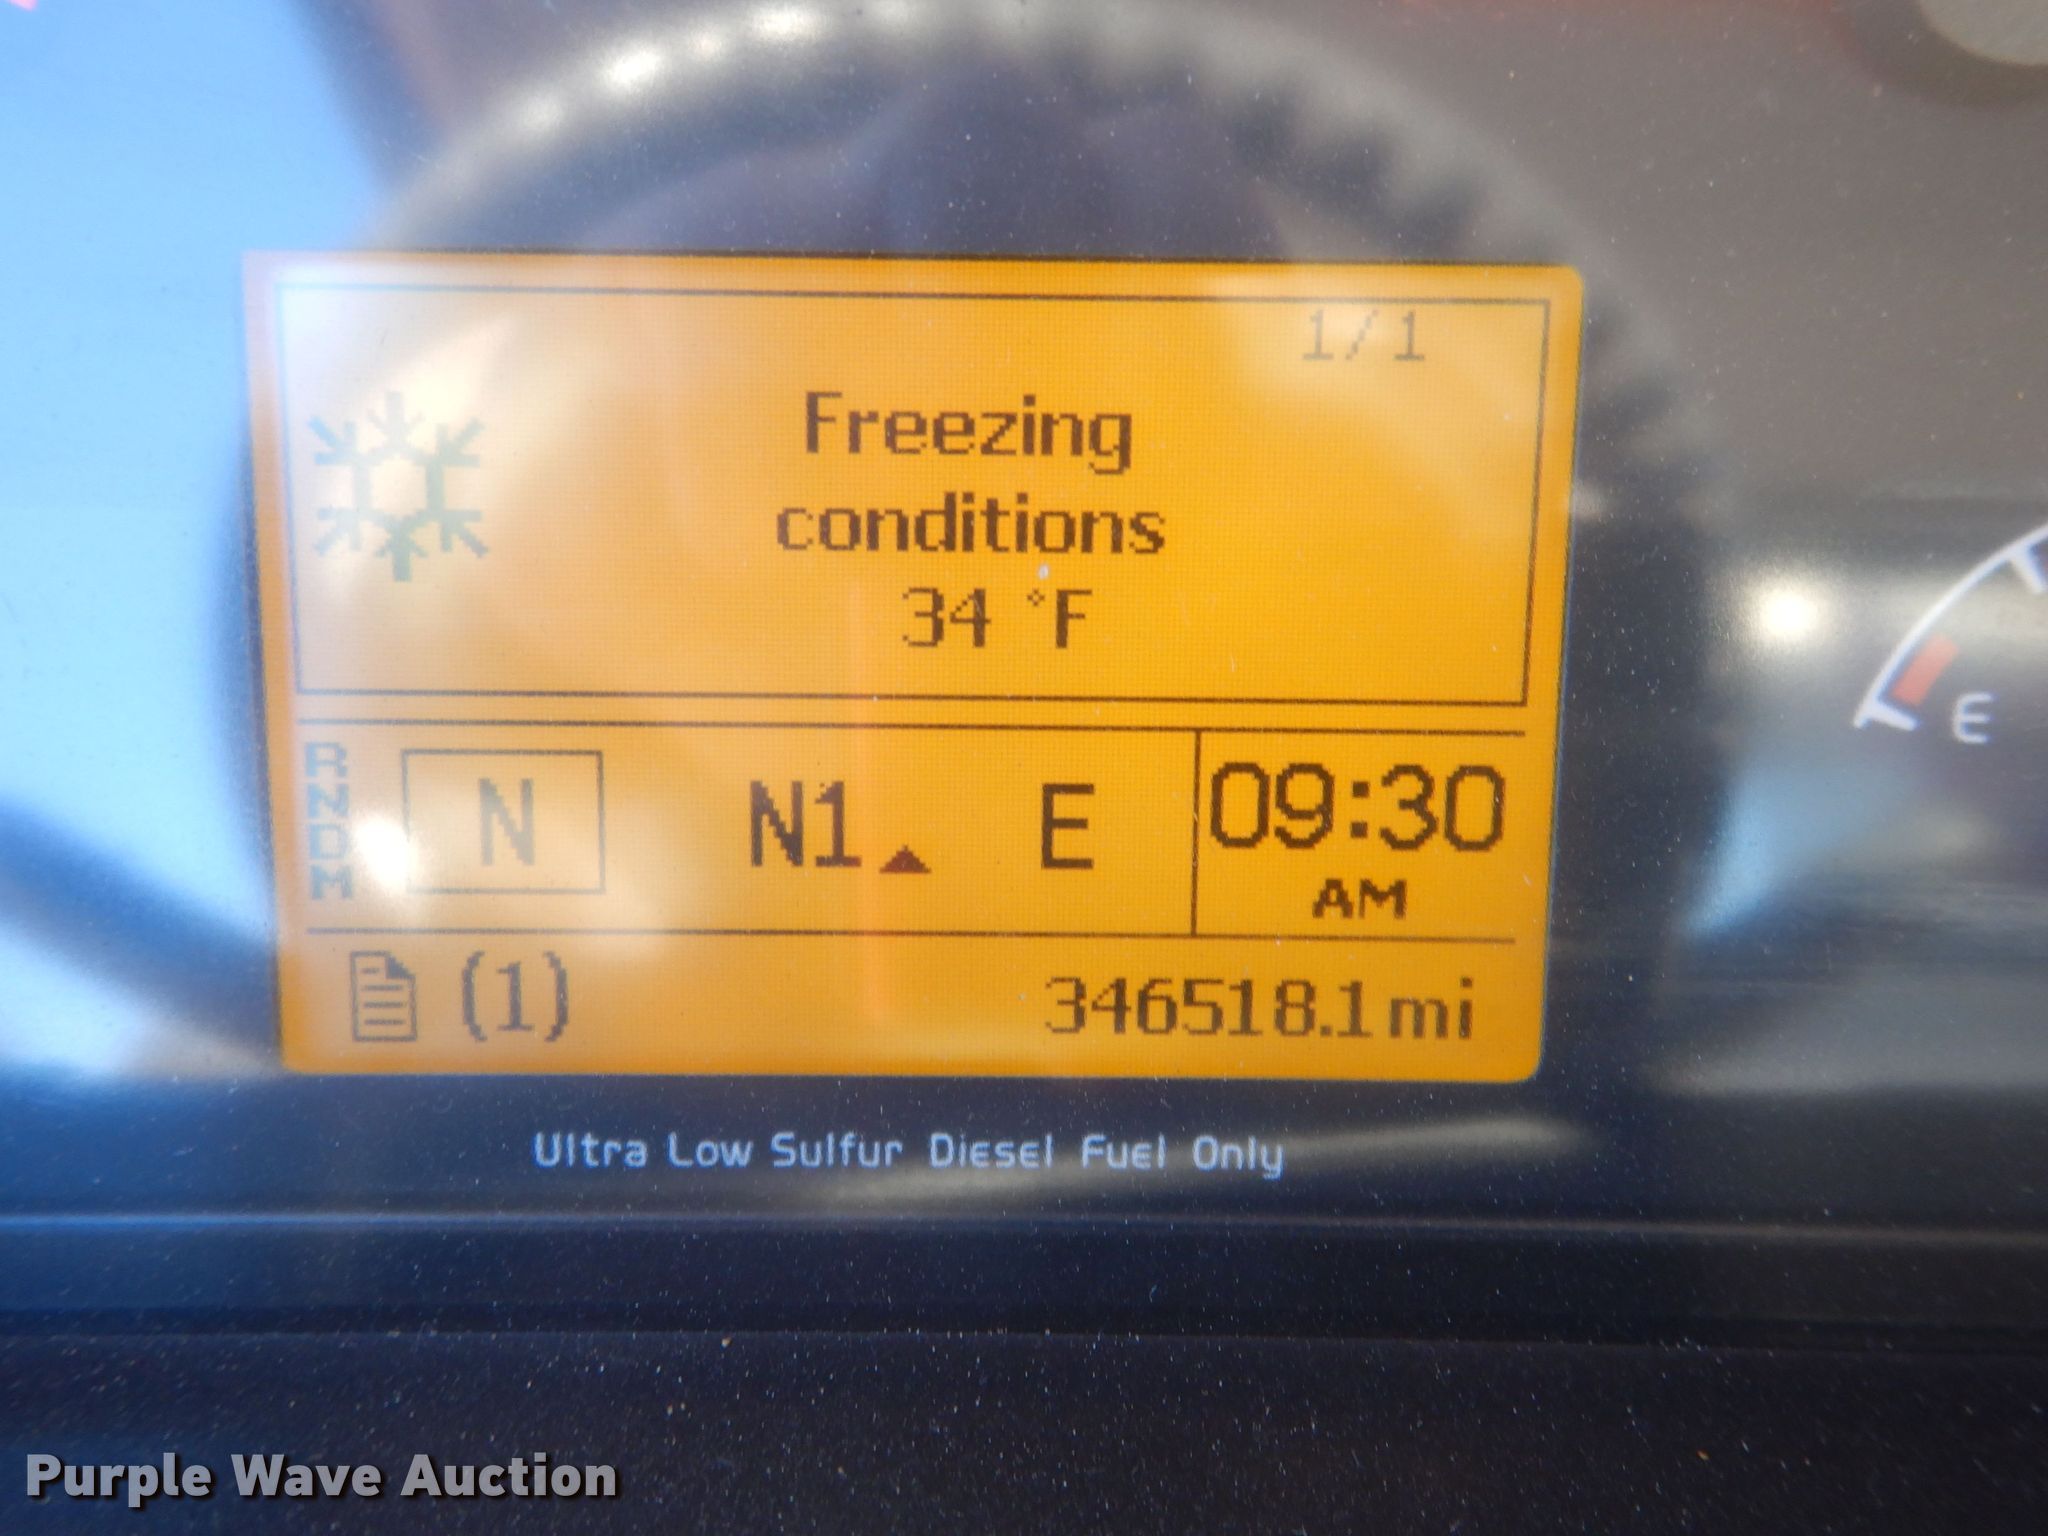 1/1
Freezing
conditions
34 °F
R
N
D
M
N N1 E 09:30
AM
(1) 346518.1mi
E
Ultra Low Sulfur Diesel Fuel Only
Purple Wave Auction